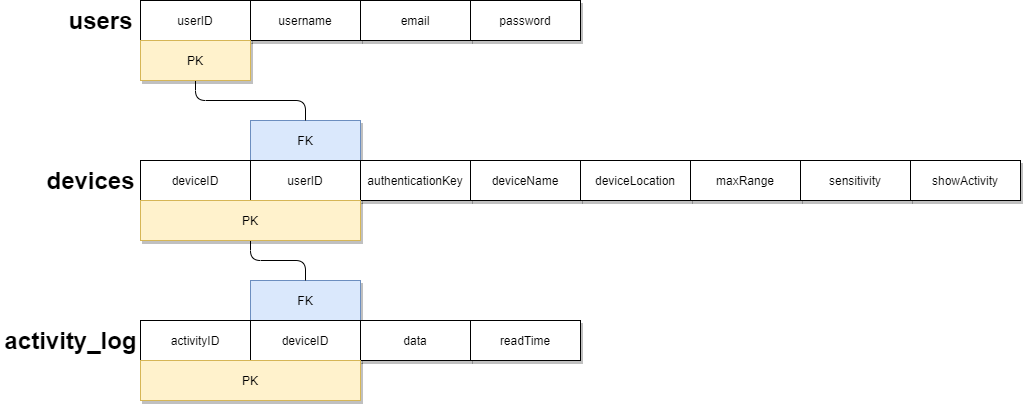 users userID username email password
PK
FK
devices deviceID userID authenticationKey deviceName deviceLocation maxRange sensitivity showActivity
PK
FK
activity_log activityID deviceID data readTime
PK